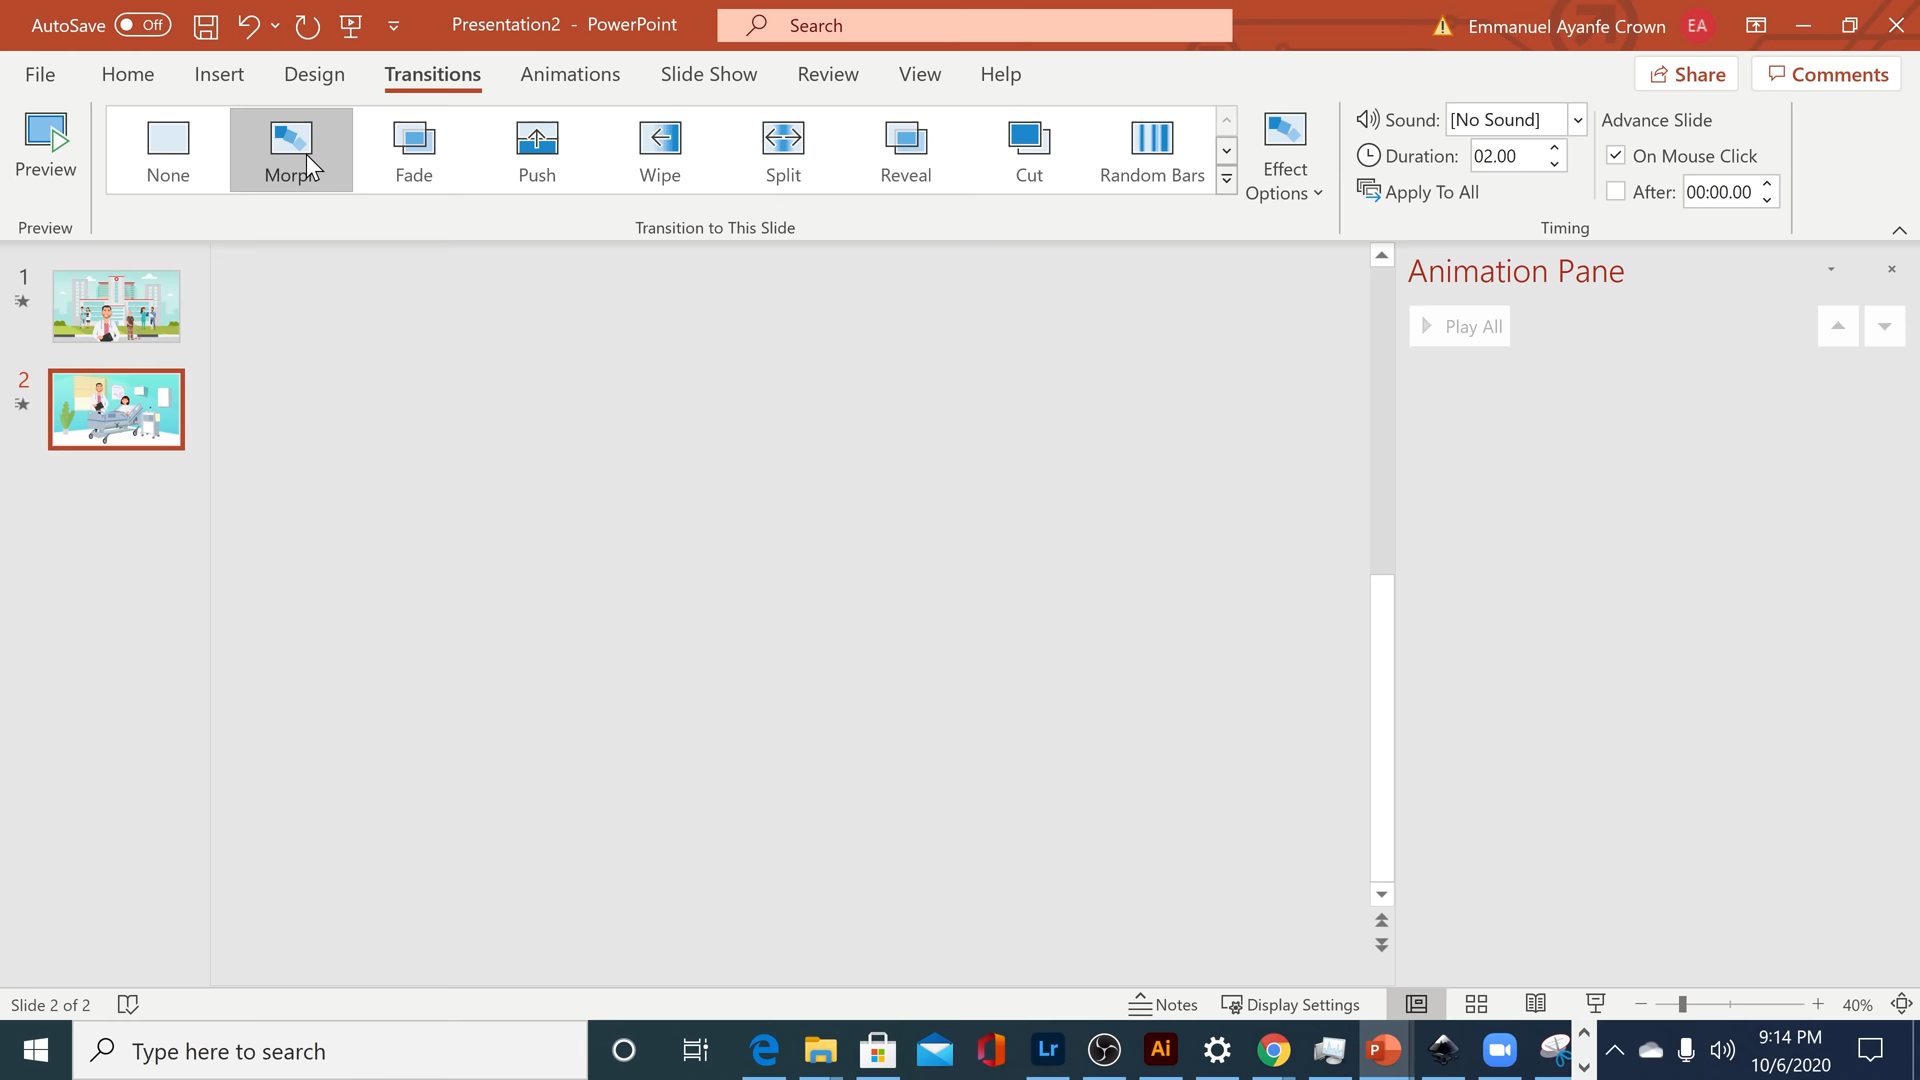 AutoSave Off Presentation2 - PowerPoint Search Emmanuel Ayanfe Crown EA
File Home Insert Design Transitions Animations Slide Show Review View Help Share Comments
Preview
None Morph Fade Push Wipe Split Reveal Cut Random Bars
Effect
Options
Sound: [No Sound]
Duration: 02.00
Apply To All
Advance Slide
On Mouse Click
After: 00:00.00
Preview Transition to This Slide Timing
1
2
Animation Pane
Play All
Slide 2 of 2 Notes Display Settings 40%
Type here to search
Lr
Ai
P
9:14 PM
10/6/2020